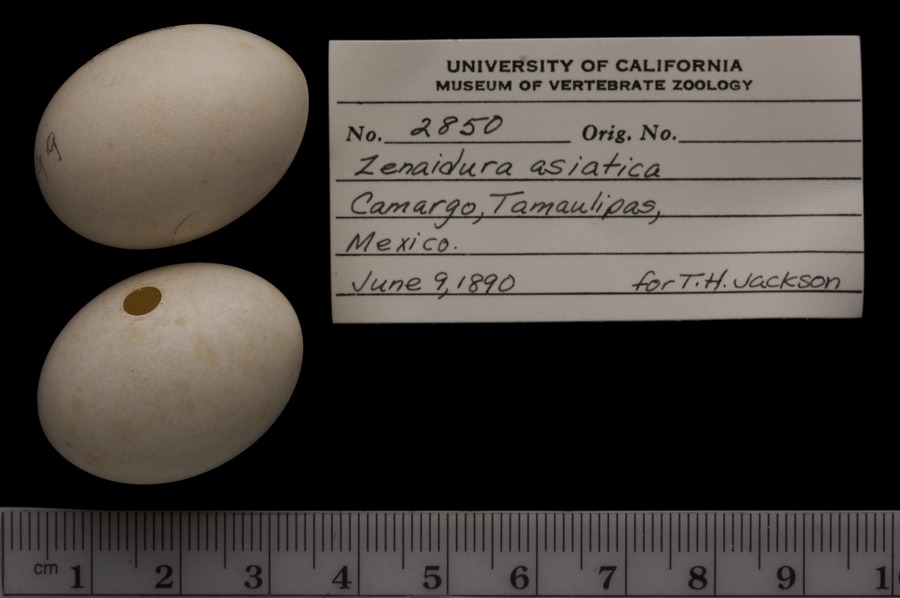 UNIVERSITY OF CALIFORNIA
MUSEUM OF VERTEBRATE ZOOLOGY
No. 2850 Orig. No.
Zenaidura asiatica
Camargo, Tamaulipas,
Mexico.
June 9, 1890 for T.H. Jackson
cm 1 2 3 4 5 6 7 8 9 1